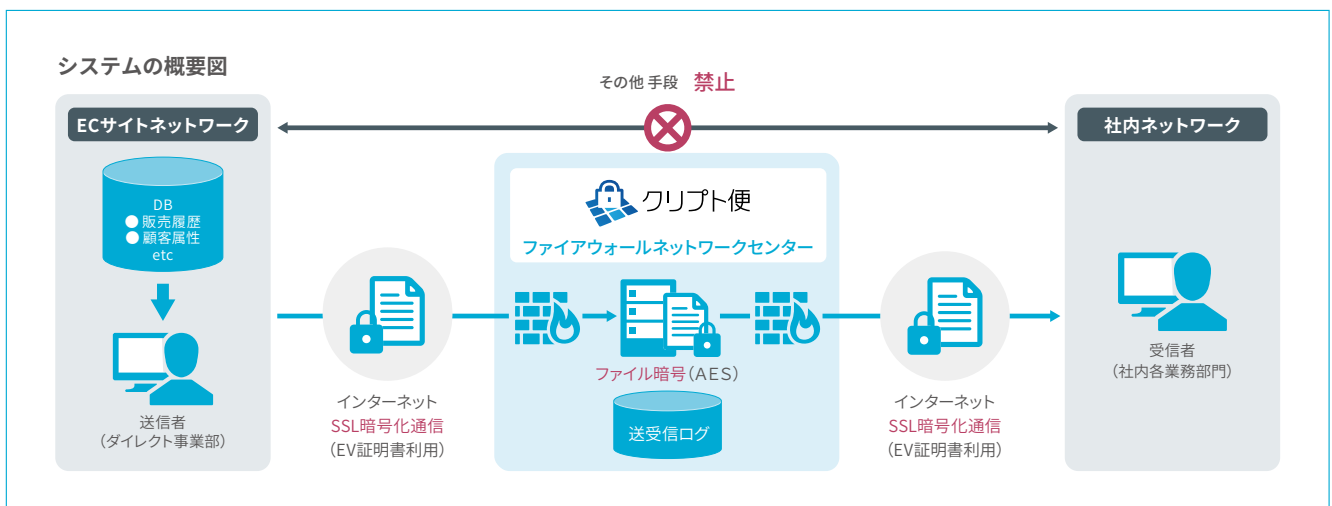 システムの概要図
その他 手段 禁止
ECサイトネットワーク
DB
●販売履歴
●顧客属性
etc
送信者
（ダイレクト事業部）
インターネット
SSL暗号化通信
（EV証明書利用）
クリプト便
ファイアウォールネットワークセンター
ファイル暗号（AES）
送受信ログ
インターネット
SSL暗号化通信
（EV証明書利用）
社内ネットワーク
受信者
（社内各業務部門）